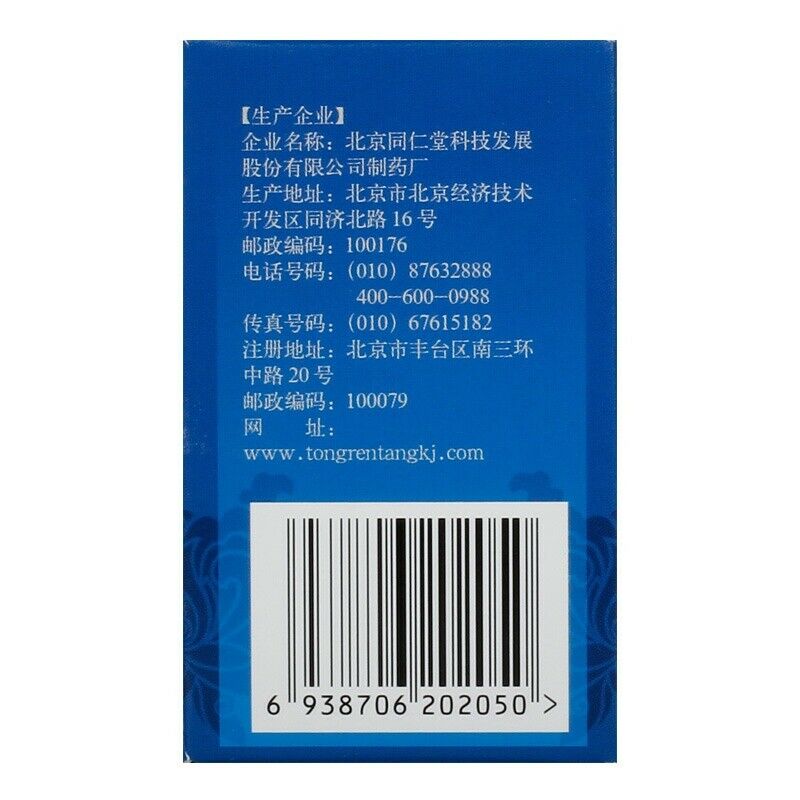 【生产企业】
企业名称：北京同仁堂科技发展
股份有限公司制药厂
生产地址：北京市北京经济技术
开发区同济北路16号
邮政编码：100176
电话号码：(010) 87632888
400-600-0988
传真号码：(010) 67615182
注册地址：北京市丰台区南三环
中路20号
邮政编码：100079
网　　址：
www.tongrentangkj.com
6 938706 202050 >